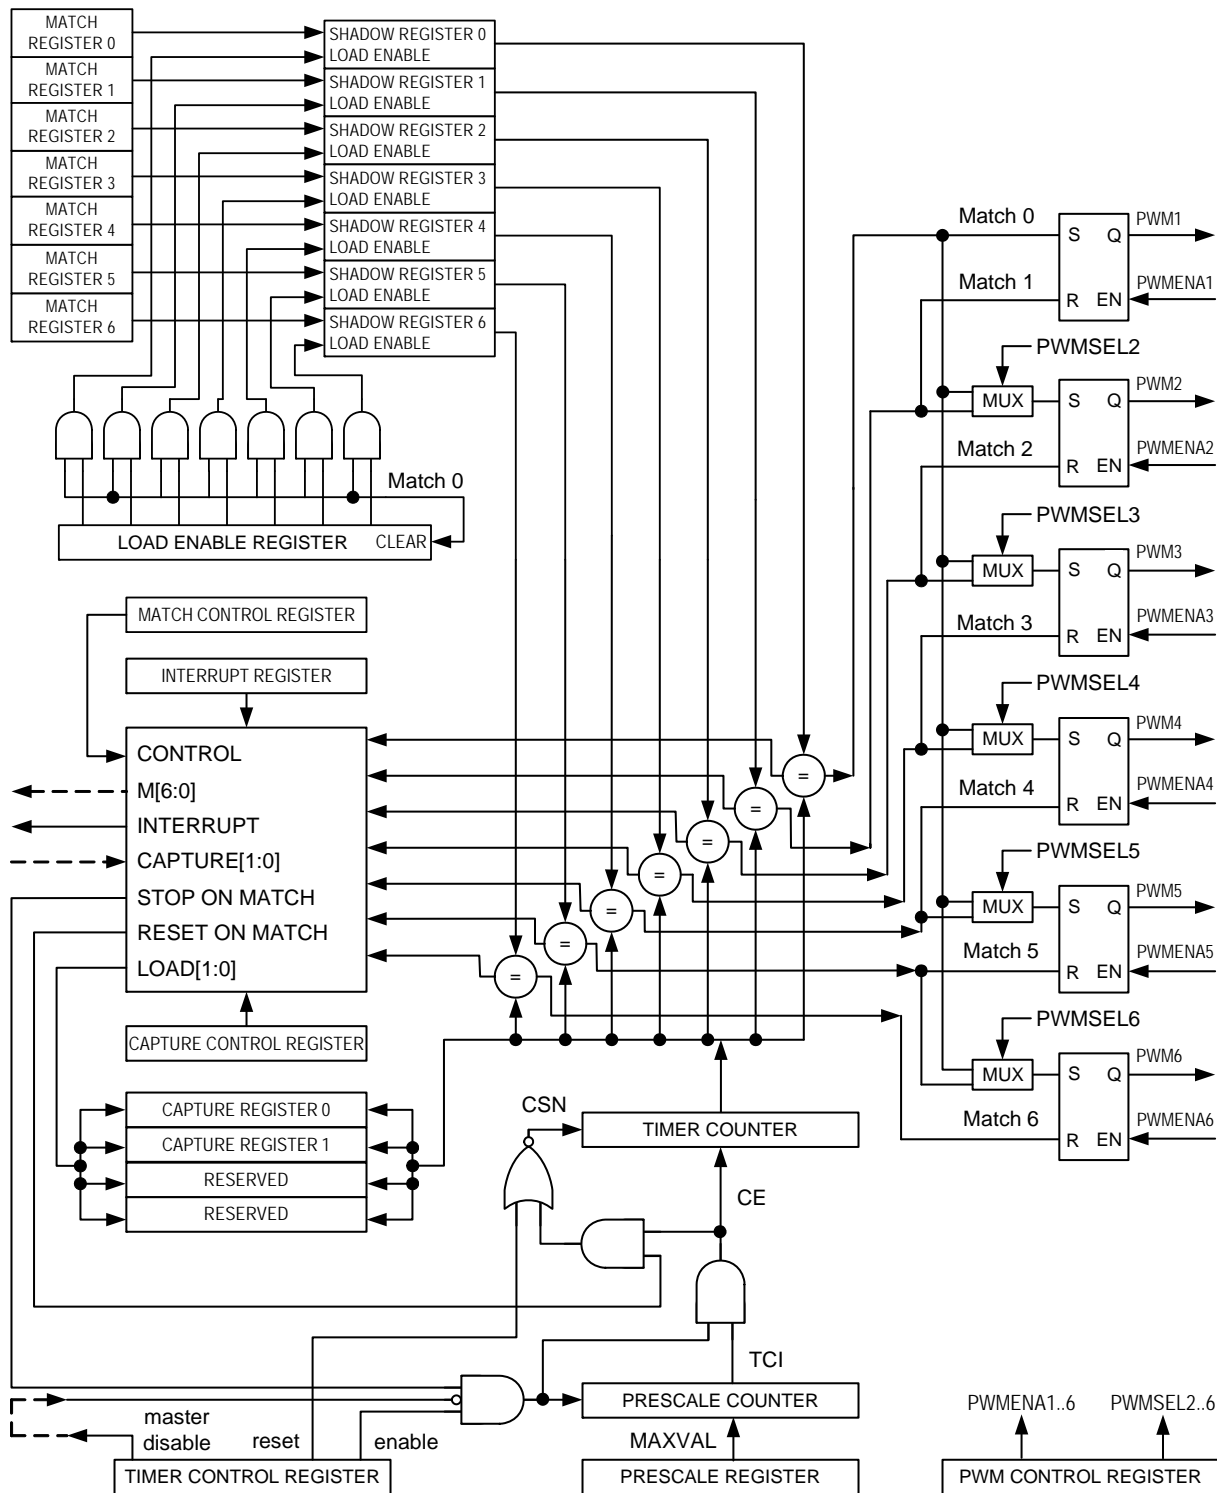 MATCH
REGISTER 0
MATCH
REGISTER 1
MATCH
REGISTER 2
MATCH
REGISTER 3
MATCH
REGISTER 4
MATCH
REGISTER 5
MATCH
REGISTER 6
SHADOW REGISTER 0
LOAD ENABLE
SHADOW REGISTER 1
LOAD ENABLE
SHADOW REGISTER 2
LOAD ENABLE
SHADOW REGISTER 3
LOAD ENABLE
SHADOW REGISTER 4
LOAD ENABLE
SHADOW REGISTER 5
LOAD ENABLE
SHADOW REGISTER 6
LOAD ENABLE
Match 0
LOAD ENABLE REGISTER CLEAR
MATCH CONTROL REGISTER
INTERRUPT REGISTER
CONTROL
M[6:0]
INTERRUPT
CAPTURE[1:0]
STOP ON MATCH
RESET ON MATCH
LOAD[1:0]
CAPTURE CONTROL REGISTER
CAPTURE REGISTER 0
CAPTURE REGISTER 1
RESERVED
RESERVED
=
=
=
=
=
=
=
Match 0
S Q
PWM1
Match 1
R EN
PWMENA1
PWMSEL2
MUX
S Q
PWM2
Match 2
R EN
PWMENA2
PWMSEL3
MUX
S Q
PWM3
Match 3
R EN
PWMENA3
PWMSEL4
MUX
S Q
PWM4
Match 4
R EN
PWMENA4
PWMSEL5
MUX
S Q
PWM5
Match 5
R EN
PWMENA5
PWMSEL6
MUX
S Q
PWM6
Match 6
R EN
PWMENA6
CSN
TIMER COUNTER
CE
TCI
PRESCALE COUNTER
MAXVAL
PRESCALE REGISTER
master
disable
reset
enable
TIMER CONTROL REGISTER
PWMENA1..6
PWMSEL2..6
PWM CONTROL REGISTER